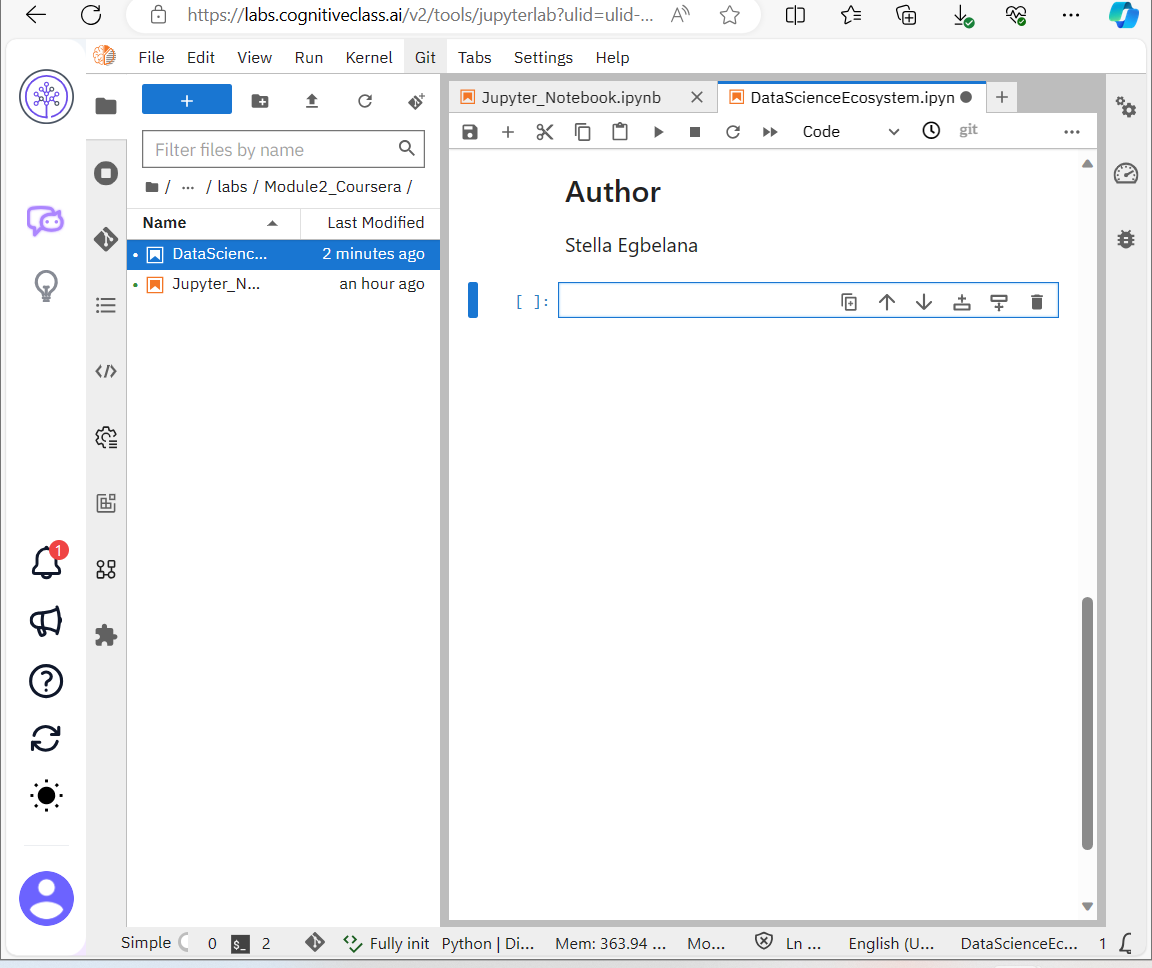 https://labs.cognitiveclass.ai/v2/tools/jupyterlab?ulid=ulid-...
File Edit View Run Kernel Git Tabs Settings Help
+
Jupyter_Notebook.ipynb
DataScienceEcosystem.ipyn
Filter files by name
Code
git
/ ... / labs / Module2_Coursera /
Name Last Modified
DataScienc... 2 minutes ago
Jupyter_N... an hour ago
Author
Stella Egbelana
[ ]:
1
Simple 0 $_ 2 Fully init Python | Di... Mem: 363.94 ... Mo... Ln ... English (U... DataScienceEc... 1